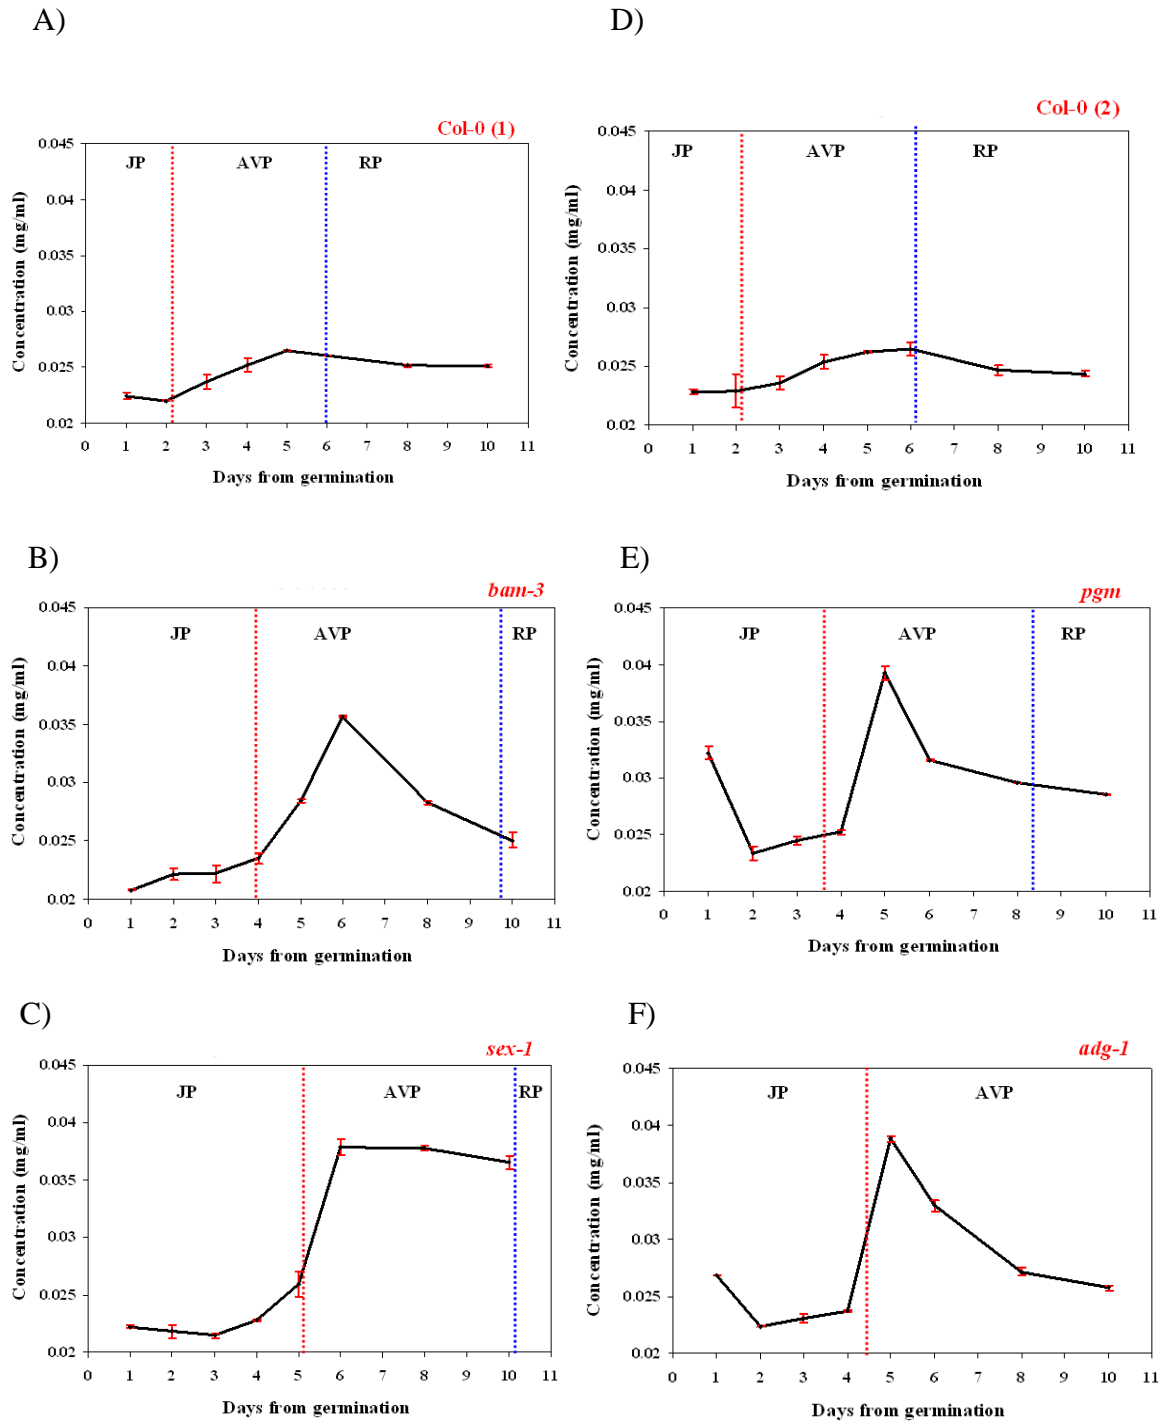 A)
Col-0 (1)
0.045
0.04
0.035
0.03
0.025
0.02
Concentration (mg/ml)
JP AVP RP
0 1 2 3 4 5 6 7 8 9 10 11
Days from germination
D)
Col-0 (2)
0.045
0.04
0.035
0.03
0.025
0.02
Concentration (mg/ml)
JP AVP RP
0 1 2 3 4 5 6 7 8 9 10 11
Days from germination
B)
bam-3
0.045
0.04
0.035
0.03
0.025
0.02
Concentration (mg/ml)
JP AVP RP
0 1 2 3 4 5 6 7 8 9 10 11
Days from germination
E)
pgm
0.045
0.04
0.035
0.03
0.025
0.02
Concentration (mg/ml)
JP AVP RP
0 1 2 3 4 5 6 7 8 9 10 11
Days from germination
C)
sex-1
0.045
0.04
0.035
0.03
0.025
0.02
Concentration (mg/ml)
JP AVP RP
0 1 2 3 4 5 6 7 8 9 10 11
Days from germination
F)
adg-1
0.045
0.04
0.035
0.03
0.025
0.02
Concentration (mg/ml)
JP AVP
0 1 2 3 4 5 6 7 8 9 10 11
Days from germination